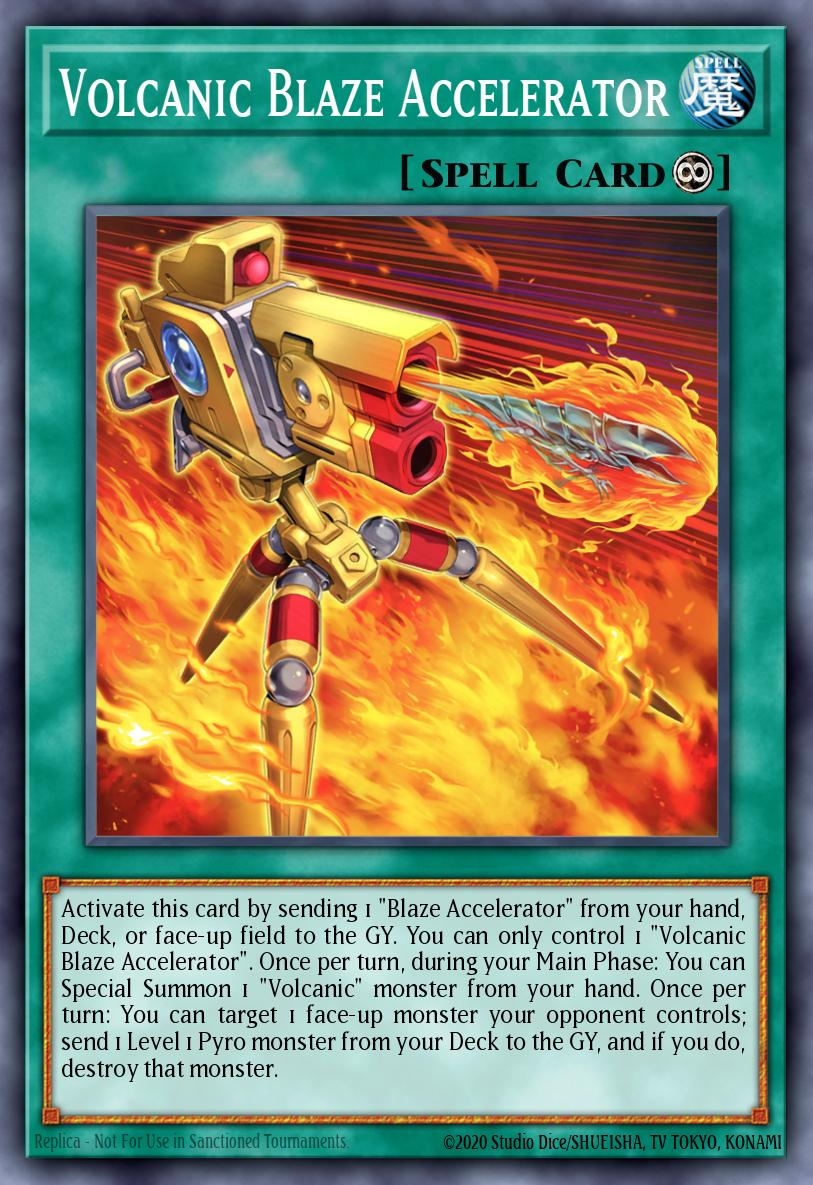 Volcanic Blaze Accelerator
SPELL
魔
[Spell Card]
Activate this card by sending 1 "Blaze Accelerator" from your hand,
Deck, or face-up field to the GY. You can only control 1 "Volcanic
Blaze Accelerator". Once per turn, during your Main Phase: You can
Special Summon 1 "Volcanic" monster from your hand. Once per
turn: You can target 1 face-up monster your opponent controls;
send 1 Level 1 Pyro monster from your Deck to the GY, and if you do,
destroy that monster.
Replica - Not For Use in Sanctioned Tournaments.
©2020 Studio Dice/SHUEISHA, TV TOKYO, KONAMI